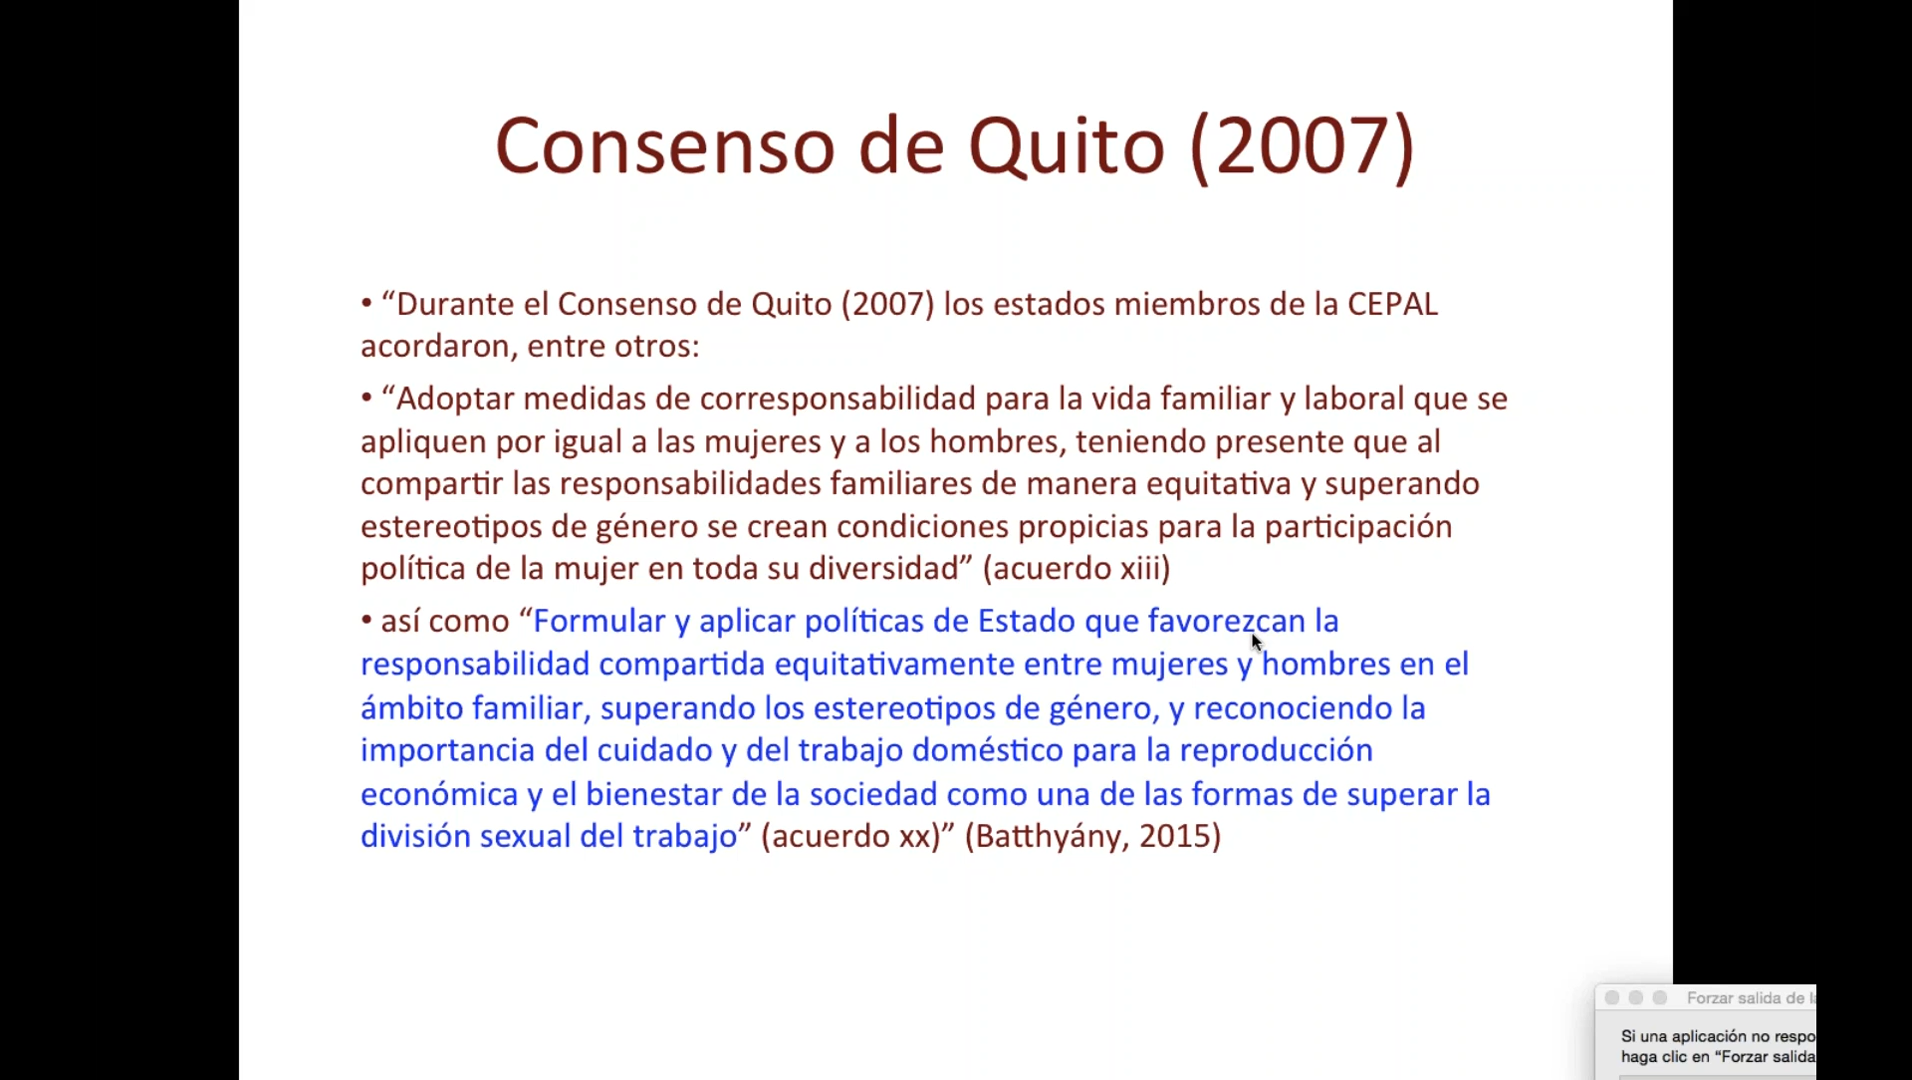 Consenso de Quito (2007)
• “Durante el Consenso de Quito (2007) los estados miembros de la CEPAL
acordaron, entre otros:
• “Adoptar medidas de corresponsabilidad para la vida familiar y laboral que se
apliquen por igual a las mujeres y a los hombres, teniendo presente que al
compartir las responsabilidades familiares de manera equitativa y superando
estereotipos de género se crean condiciones propicias para la participación
política de la mujer en toda su diversidad” (acuerdo xiii)
• así como “Formular y aplicar políticas de Estado que favorezcan la
responsabilidad compartida equitativamente entre mujeres y hombres en el
ámbito familiar, superando los estereotipos de género, y reconociendo la
importancia del cuidado y del trabajo doméstico para la reproducción
económica y el bienestar de la sociedad como una de las formas de superar la
división sexual del trabajo” (acuerdo xx)” (Batthyány, 2015)
Forzar salida de
Si una aplicación no
haga clic en “Forzar salida